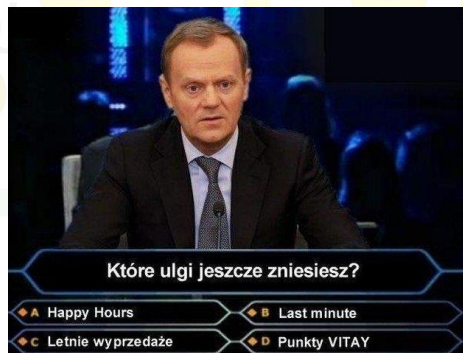 Które ulgi jeszcze zniesiesz?
A Happy Hours
B Last minute
C Letnie wyprzedaże
D Punkty VITAY